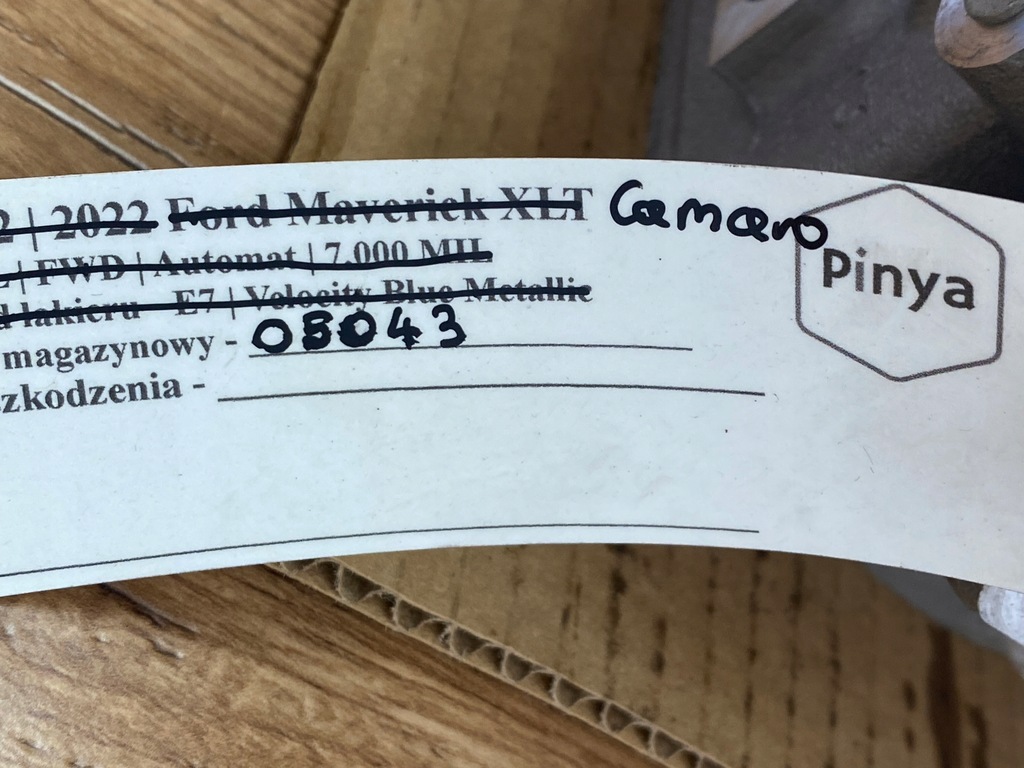 2 | 2022 Ford Maverick XLT Camaro
| FWD | Automat | 7.000 MIL
d lakieru - E7 | Velocity Blue Metallic
magazynowy - 05043
zkodzenia -
Pinya